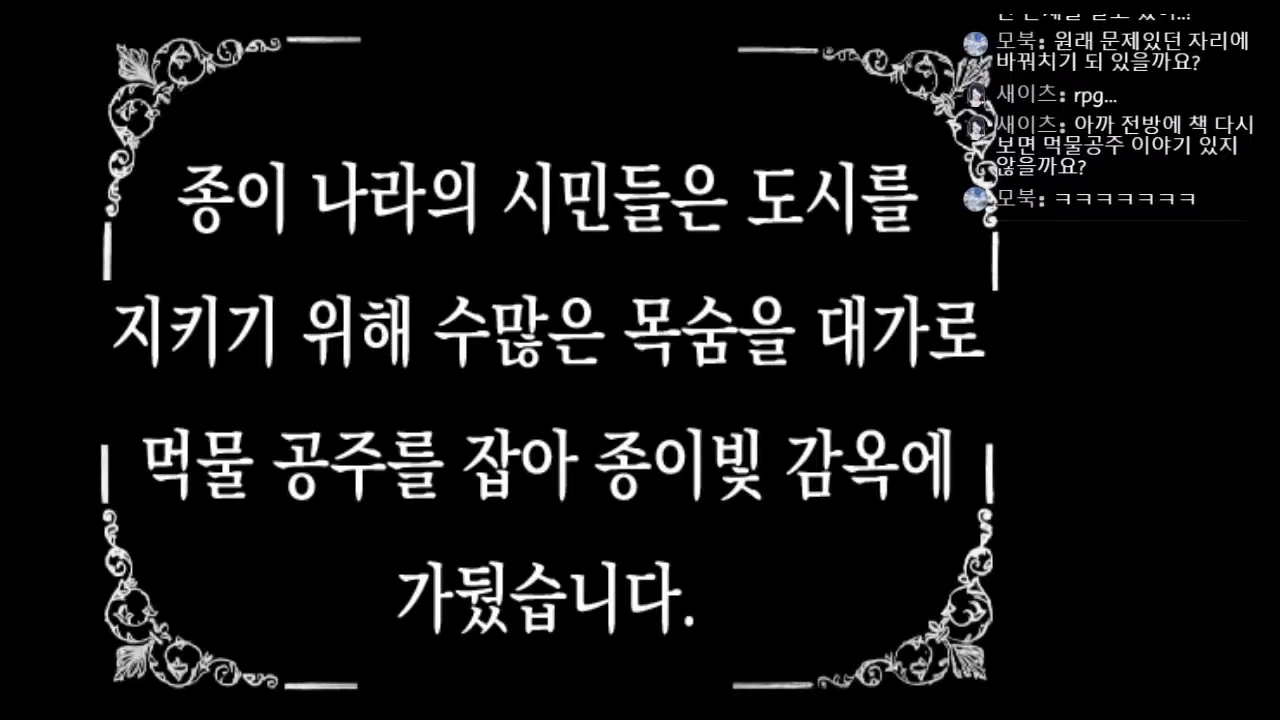 종이 나라의 시민들은 도시를
지키기 위해 수많은 목숨을 대가로
먹물 공주를 잡아 종이빛 감옥에
가뒀습니다.
모북: 원래 문제있던 자리에
바꿔치기 되 있을까요?
새이츠: rpg...
새이츠: 아까 전방에 책 다시
보면 먹물공주 이야기 있지
않을까요?
모북: ㅋㅋㅋㅋㅋㅋㅋ